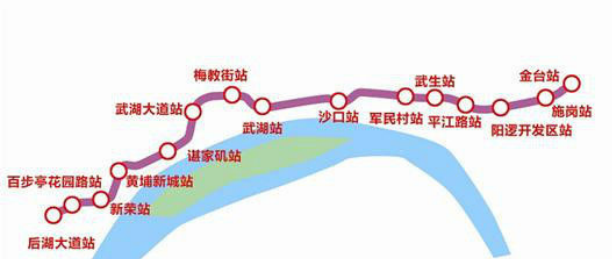 后湖大道站
百步亭花园路站
新荣站
黄埔新城站
谌家矶站
武湖大道站
梅教街站
武湖站
沙口站
军民村站
武生站
平江路站
阳逻开发区站
金台站
施岗站